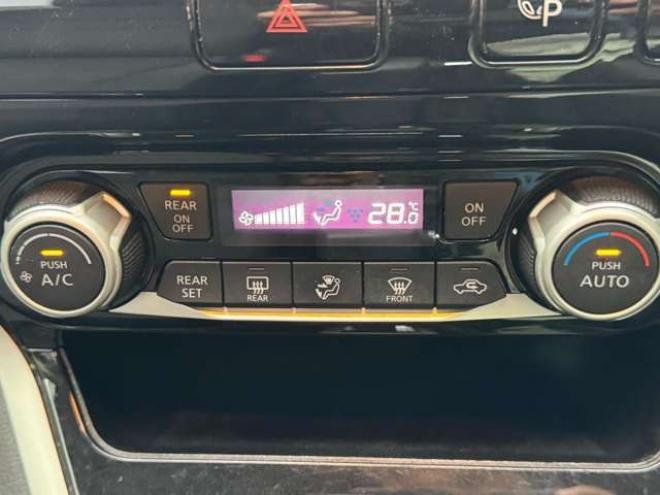 P
REAR
ON
OFF
28.0
°C
ON
OFF
PUSH
A/C
PUSH
AUTO
REAR
SET
REAR
FRONT